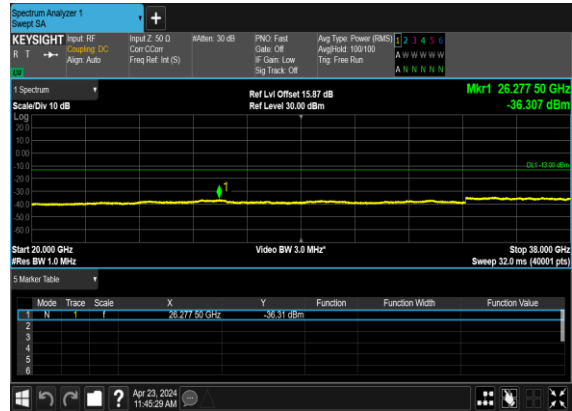 Spectrum Analyzer 1
Swept SA
+
KEYSIGHT Input: RF Input Z: 50 Ω #Atten: 30 dB PNO: Fast Avg Type: Power (RMS) 1 2 3 4 5 6
R T Coupling: DC Corr CCorr Gate: Off Avg|Hold: 100/100 A W W W W W
Align: Auto Freq Ref: Int (S) IF Gain: Low Trig: Free Run
Sig Track: Off A N N N N N
1 Spectrum Ref Lvl Offset 15.87 dB Mkr1 26.277 50 GHz
Scale/Div 10 dB Ref Level 30.00 dBm -36.307 dBm
Log
20.0
10.0
0.00
-10.0 DL1 -13.00 dBm
-20.0
-30.0 1
-40.0
-50.0
-60.0
Start 20.000 GHz Video BW 3.0 MHz* Stop 38.000 GHz
#Res BW 1.0 MHz Sweep 32.0 ms (40001 pts)
5 Marker Table
Mode Trace Scale X Y Function Function Width Function Value
1 N 1 f 26.277 50 GHz -36.31 dBm
2
3
4
5
6
? Apr 23, 2024
11:45:29 AM